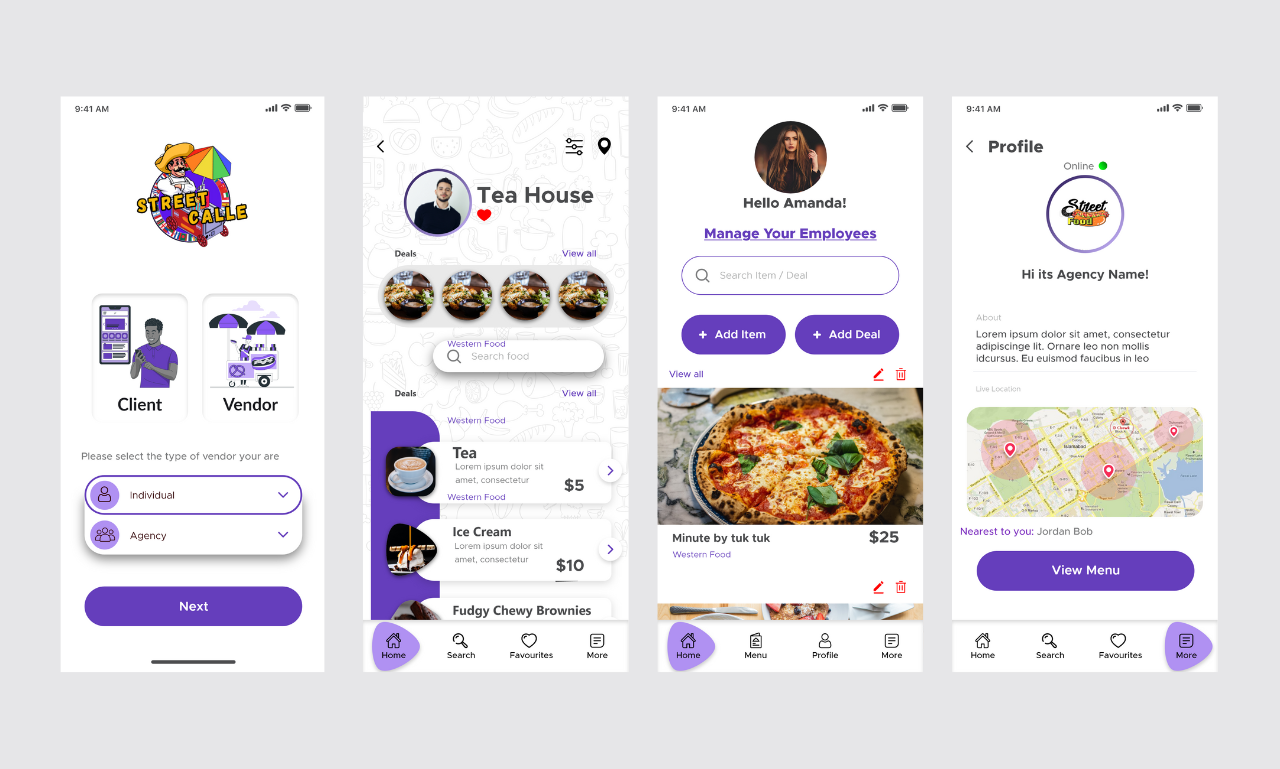 9:41 AM
STREET
CALLE
Client
Vendor
Please select the type of vendor your are
Individual
Agency
Next
Tea House
Deals
View all
Western Food
Search food
Deals
View all
Western Food
Tea
Lorem ipsum dolor sit
amet, consectetur
$5
Western Food
Ice Cream
Lorem ipsum dolor sit
amet, consectetur
$10
Fudgy Chewy Brownies
Home
Search
Favourites
More
9:41 AM
Hello Amanda!
Manage Your Employees
Search Item / Deal
+ Add Item
+ Add Deal
View all
Minute by tuk tuk
$25
Western Food
Home
Menu
Profile
More
9:41 AM
Profile
Online
Street
Food
Hi its Agency Name!
About
Lorem ipsum dolor sit amet, consectetur
adipiscinge lit. Ornare leo non mollis
idcursus. Eu euismod faucibus in leo
Live Location
Islamabad
Nearest to you: Jordan Bob
View Menu
Home
Search
Favourites
More